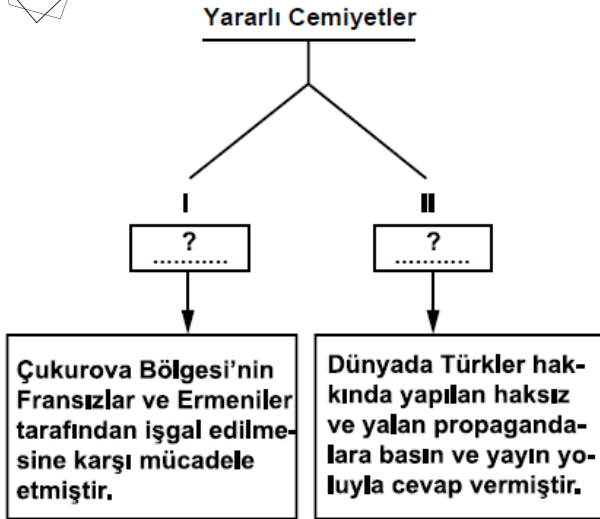 Yararlı Cemiyetler
I
II
?
...........
?
...........
Çukurova Bölgesi'nin
Fransızlar ve Ermeniler
tarafından işgal edilme-
sine karşı mücadele
etmiştir.
Dünyada Türkler hak-
kında yapılan haksız
ve yalan propaganda-
lara basın ve yayın yo-
luyla cevap vermiştir.